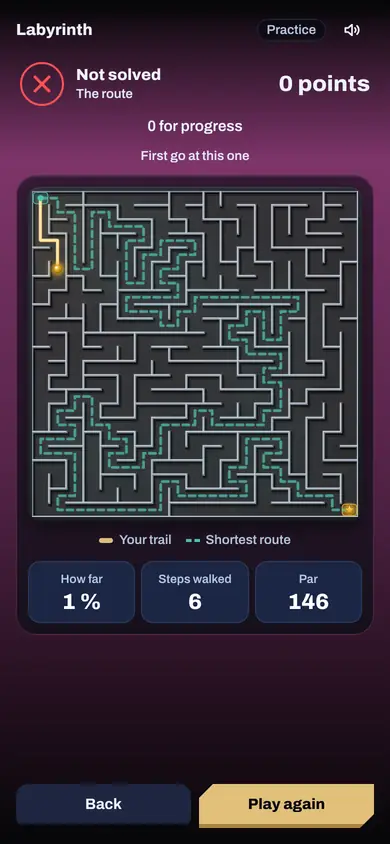 Labyrinth
Practice
Not solved
The route
0 points
0 for progress
First go at this one
Your trail
Shortest route
How far
1 %
Steps walked
6
Par
146
Back
Play again